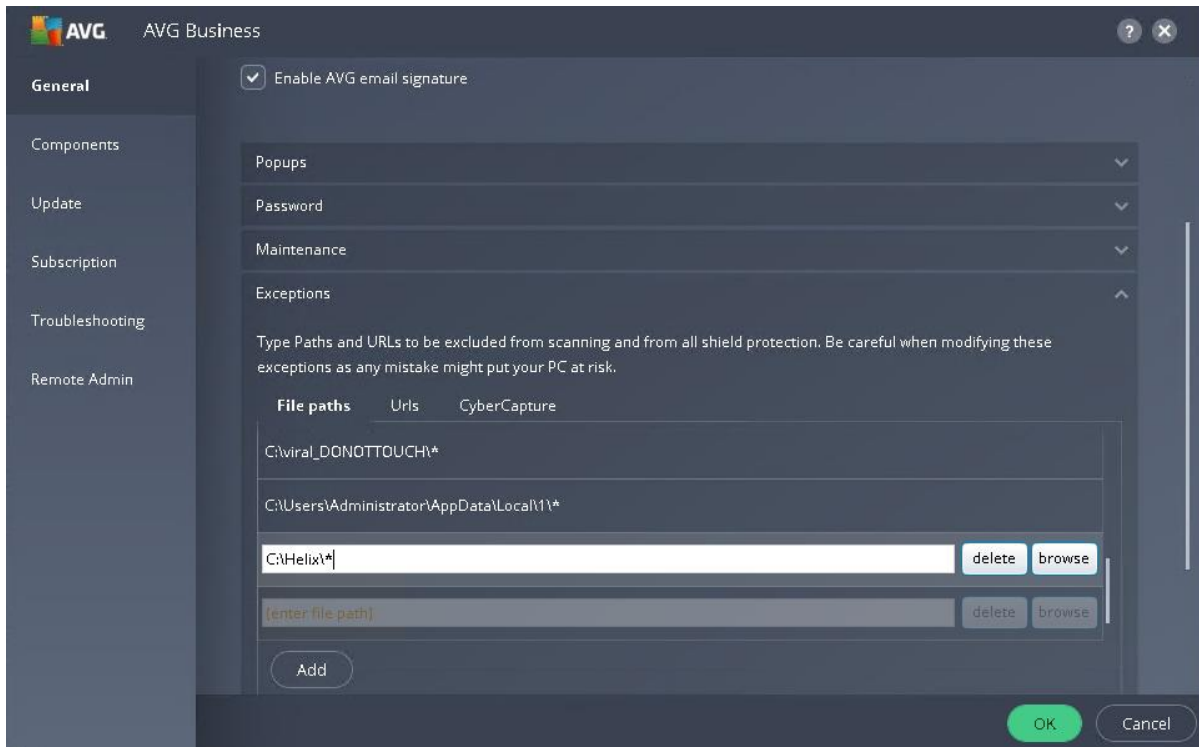 AVG AVG Business ? X
General
Components
Update
Subscription
Troubleshooting
Remote Admin
Enable AVG email signature
Popups
Password
Maintenance
Exceptions
Type Paths and URLs to be excluded from scanning and from all shield protection. Be careful when modifying these
exceptions as any mistake might put your PC at risk.
File paths Urls CyberCapture
C:\viral_DONOTTOUCH\*
C:\Users\Administrator\AppData\Local\1\*
C:\Helix\* delete browse
[enter file path] delete browse
Add
OK Cancel